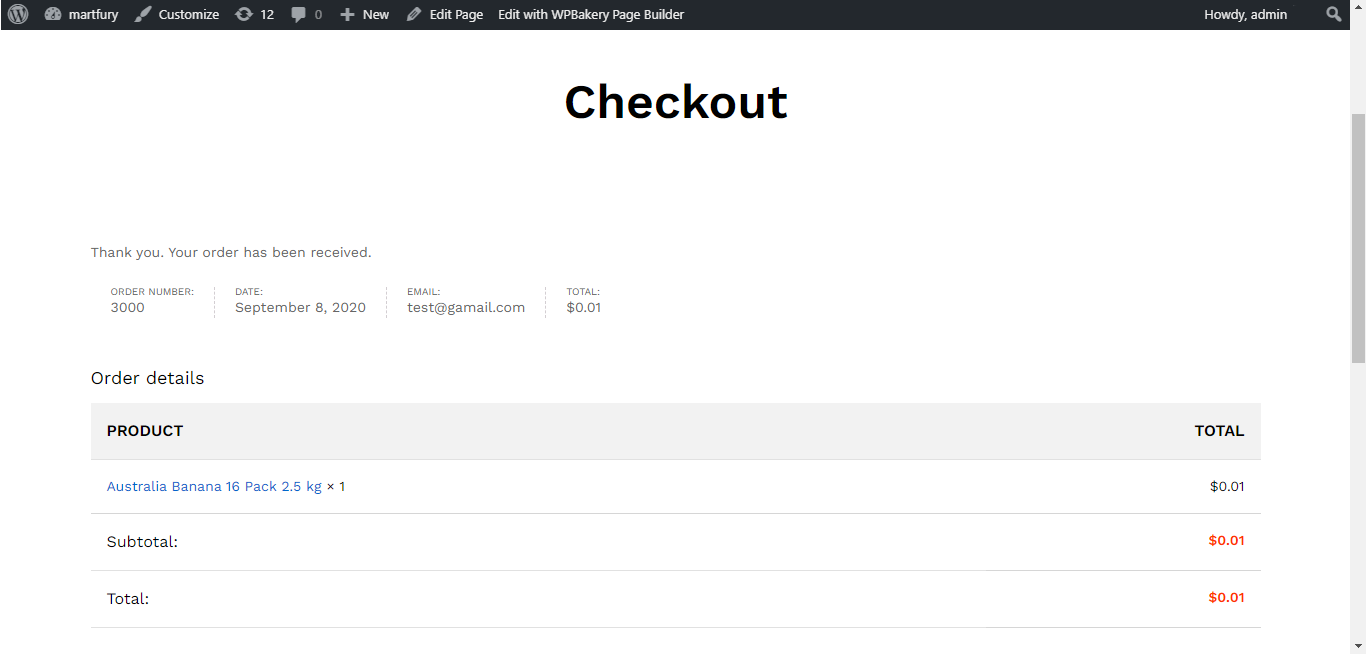 martfury Customize 12 0 New Edit Page Edit with WPBakery Page Builder Howdy, admin
Checkout
Thank you. Your order has been received.
ORDER NUMBER: DATE: EMAIL: TOTAL:
3000 September 8, 2020 test@gamail.com $0.01
Order details
PRODUCT TOTAL
Australia Banana 16 Pack 2.5 kg × 1 $0.01
Subtotal: $0.01
Total: $0.01